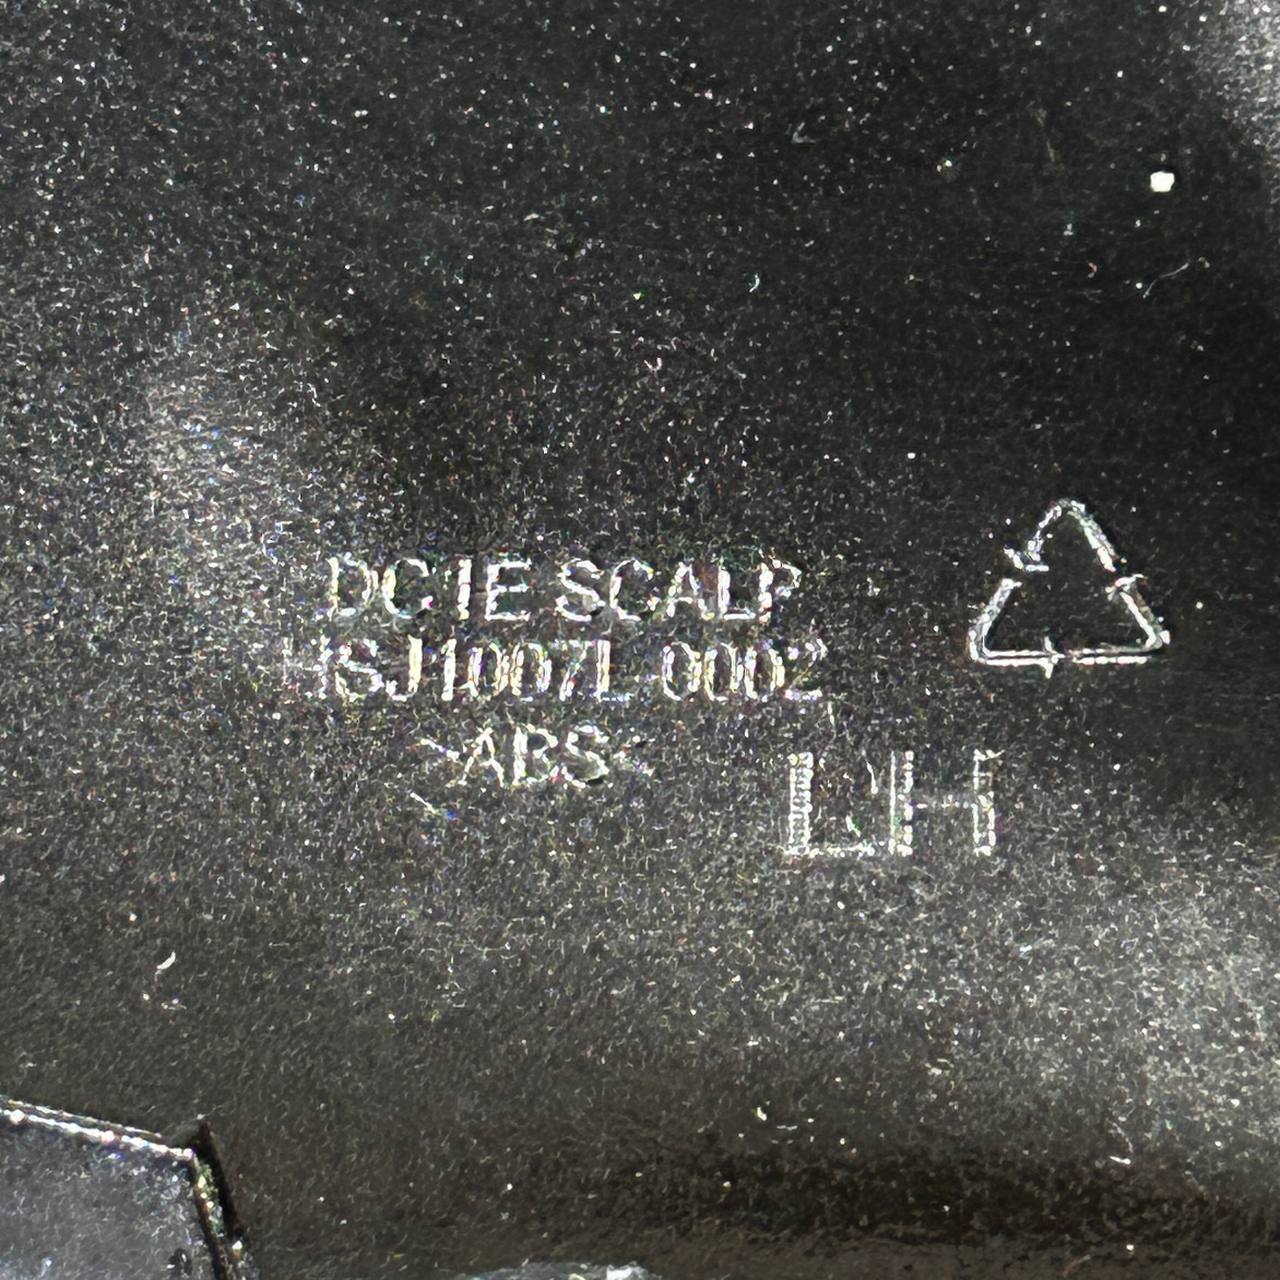 DC1E SCALP
HSJ1007L-0002
>ABS<
LH